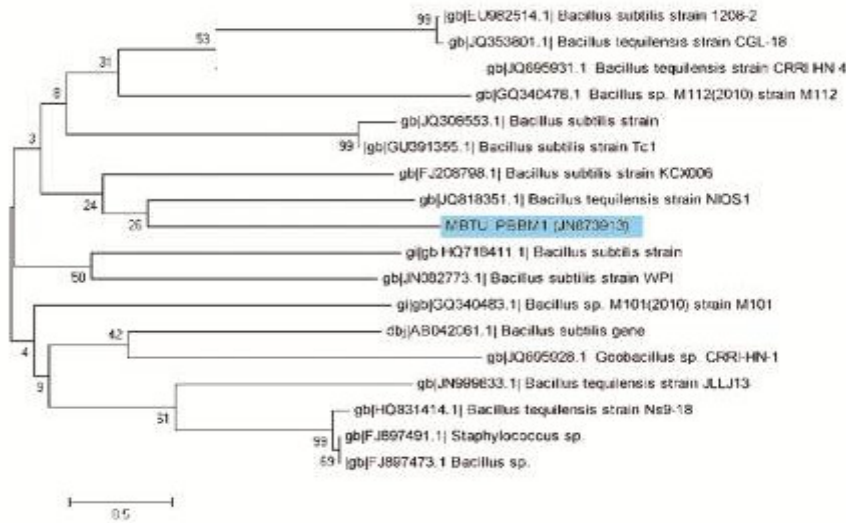 99 |gb|EU982514.1| Bacillus subtilis strain 1208-2
53 |gb|JQ353801.1| Bacillus tequilensis strain CGL-18
31 gb|JQ695931.1 Bacillus tequilensis strain CRRI HN 4
gb|GQ340478.1 Bacillus sp. M112(2010) strain M112
8 gb|JQ308553.1| Bacillus subtilis strain
3 99 |gb|GU391355.1| Bacillus subtilis strain Tc1
gb|FJ208798.1| Bacillus subtilis strain KCX006
24 gb|JQ818351.1| Bacillus tequilensis strain NIOS1
26 MBTU_PBBM1 (JN873913)
gi|gb HQ718411 1| Bacillus subtilis strain
50 gb|JN082773.1| Bacillus subtilis strain WPI
gi|gb|GQ340483.1| Bacillus sp. M101(2010) strain M101
42 dbj|AB042061.1| Bacillus subtilis gene
4 gb|JQ695928.1 Geobacillus sp. CRRI-HN-1
9 gb|JN999833.1| Bacillus tequilensis strain JLLJ13
51 gb|HQ831414.1| Bacillus tequilensis strain Ns9-18
99 gb|FJ897491.1| Staphylococcus sp.
69 |gb|FJ897473.1 Bacillus sp.
0.5